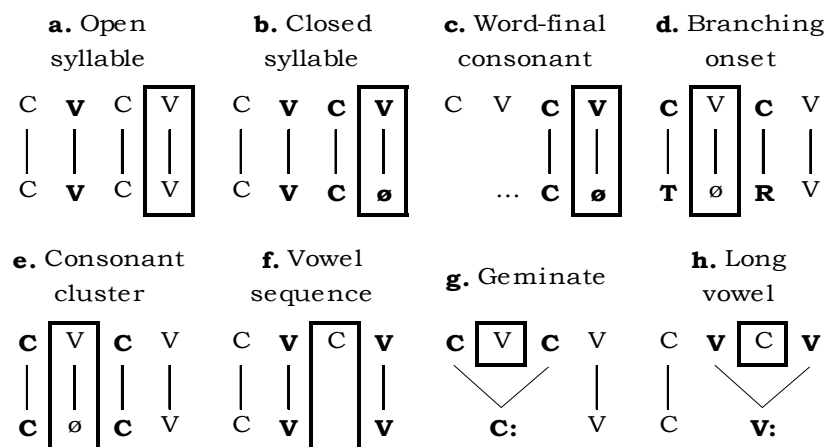 a. Open syllable
b. Closed syllable
c. Word-final consonant
d. Branching onset
C V C V
C V C V
C V C V
C V C V
C V C V
C V C ø
... C ø
T ø R V
e. Consonant cluster
f. Vowel sequence
g. Geminate
h. Long vowel
C V C V
C V C V
C V C V
C V C V
C ø C V
C V V
C: V
C V: